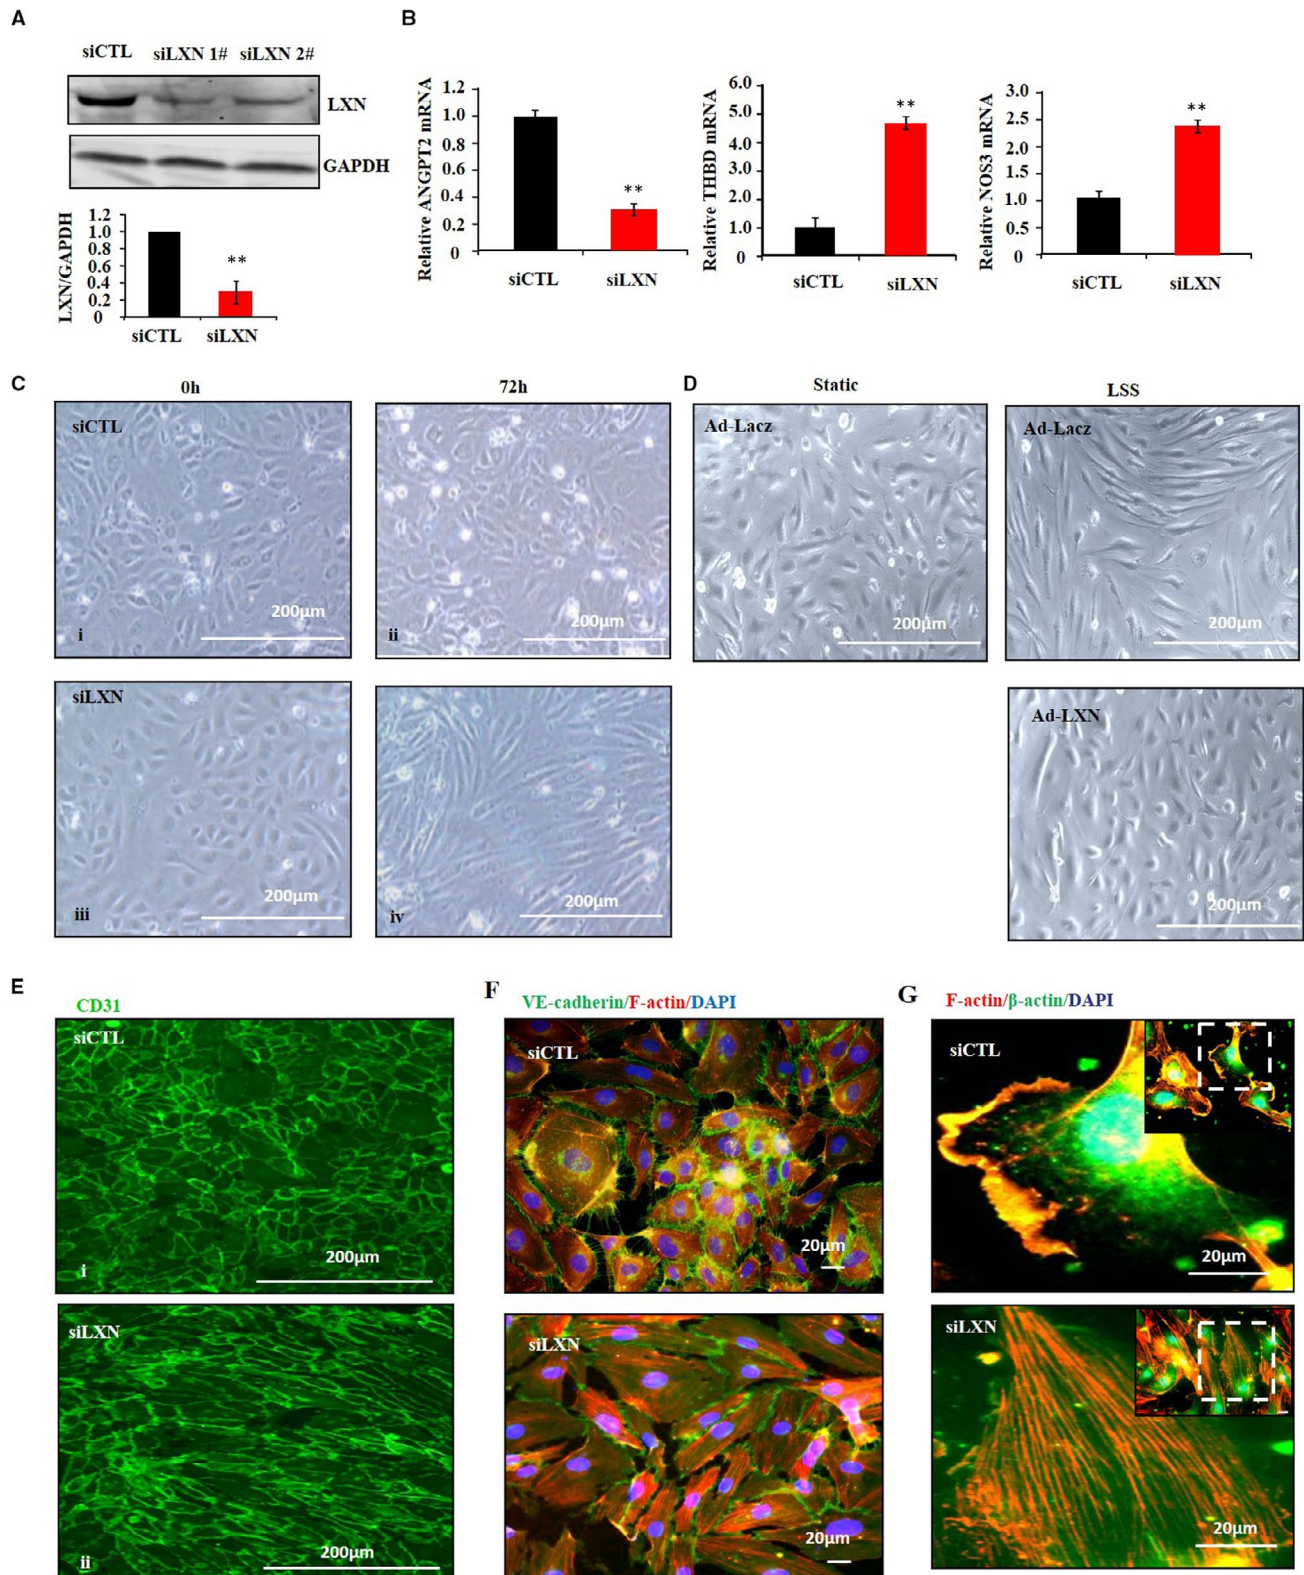 A
siCTL siLXN 1# siLXN 2#
LXN
GAPDH
LXN/GAPDH
1.2
1.0
0.8
0.6
0.4
0.2
0
**
siCTL siLXN
B
Relative ANGPT2 mRNA
1.2
1.0
0.8
0.6
0.4
0.2
0
**
siCTL siLXN
Relative THBD mRNA
6.0
5.0
4.0
3.0
2.0
1.0
0
**
siCTL siLXN
Relative NOS3 mRNA
3.0
2.5
2.0
1.5
1.0
0.5
0
**
siCTL siLXN
C
0h 72h
siCTL
200μm
i
200μm
ii
siLXN
200μm
iii
200μm
iv
D
Static LSS
Ad-Lacz
200μm
Ad-Lacz
200μm
Ad-LXN
200μm
E
CD31
siCTL
200μm
i
siLXN
200μm
ii
F
VE-cadherin/F-actin/DAPI
siCTL
20μm
siLXN
20μm
G
F-actin/β-actin/DAPI
siCTL
20μm
siLXN
20μm